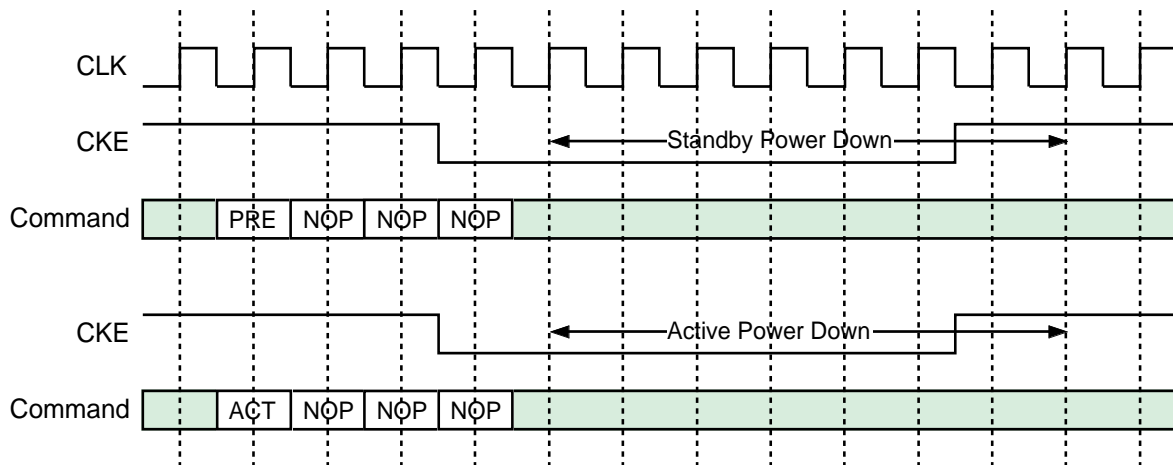 CLK
CKE
Standby Power Down
Command PRE NOP NOP NOP
CKE
Active Power Down
Command ACT NOP NOP NOP